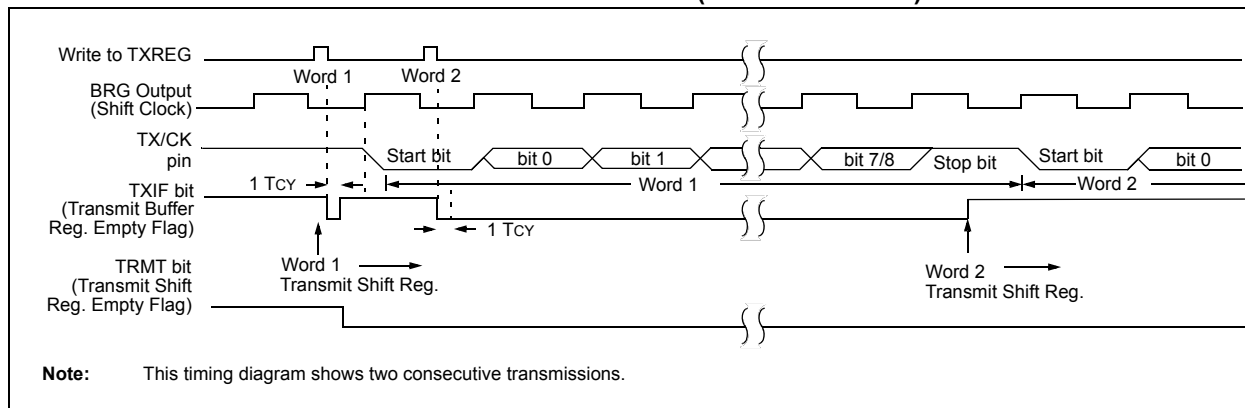 Write to TXREG
Word 1
Word 2
BRG Output
(Shift Clock)
TX/CK
pin
Start bit
bit 0
bit 1
bit 7/8
Stop bit
Start bit
bit 0
1 TCY
Word 1
Word 2
TXIF bit
(Transmit Buffer
Reg. Empty Flag)
1 TCY
Word 1
Transmit Shift Reg.
Word 2
Transmit Shift Reg.
TRMT bit
(Transmit Shift
Reg. Empty Flag)
Note: This timing diagram shows two consecutive transmissions.